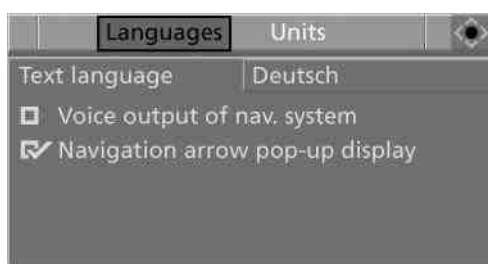 Languages Units
Text language Deutsch
Voice output of nav. system
Navigation arrow pop-up display